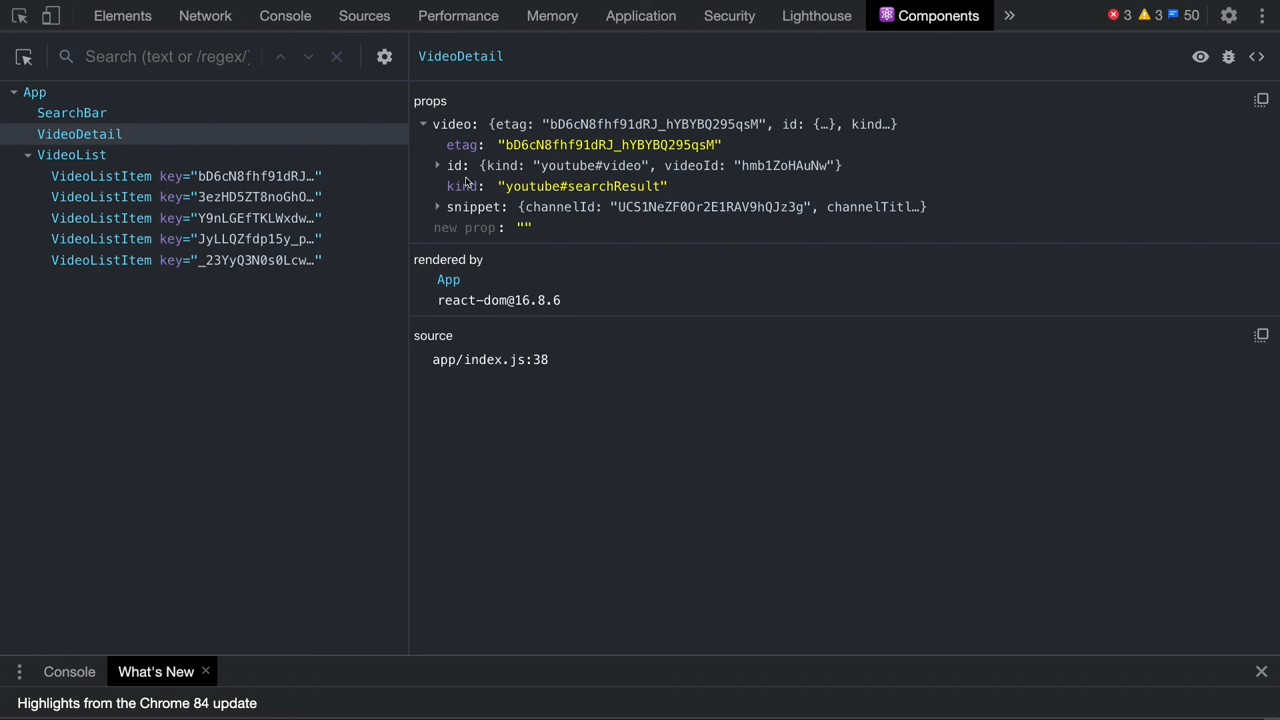 Elements Network Console Sources Performance Memory Application Security Lighthouse Components » 3 3 50
Search (text or /regex/)
VideoDetail
App
SearchBar
VideoDetail
VideoList
VideoListItem key="bD6cN8fhf91dRJ…"
VideoListItem key="3ezHD5ZT8noGhO…"
VideoListItem key="Y9nLGEfTKLWxdw…"
VideoListItem key="JyLLQZfdp15y_p…"
VideoListItem key="_23YyQ3N0s0Lcw…"
props
video: {etag: "bD6cN8fhf91dRJ_hYBYBQ295qsM", id: {…}, kind…}
etag: "bD6cN8fhf91dRJ_hYBYBQ295qsM"
id: {kind: "youtube#video", videoId: "hmb1ZoHAuNw"}
kind: "youtube#searchResult"
snippet: {channelId: "UCS1NeZF0Or2E1RAV9hQJz3g", channelTitl…}
new prop: ""
rendered by
App
react-dom@16.8.6
source
app/index.js:38
Console What's New
Highlights from the Chrome 84 update